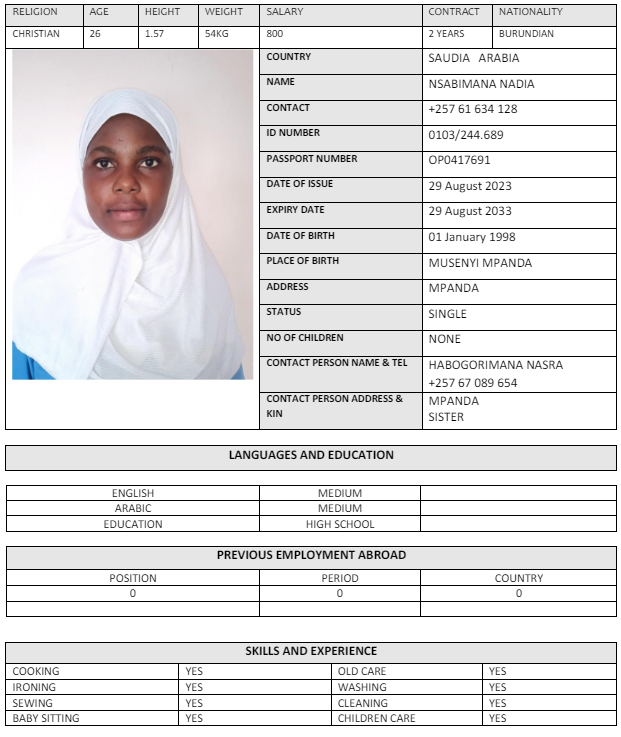 RELIGION AGE HEIGHT WEIGHT SALARY CONTRACT NATIONALITY
CHRISTIAN 26 1.57 54KG 800 2 YEARS BURUNDIAN
COUNTRY SAUDIA ARABIA
NAME NSABIMANA NADIA
CONTACT +257 61 634 128
ID NUMBER 0103/244.689
PASSPORT NUMBER OP0417691
DATE OF ISSUE 29 August 2023
EXPIRY DATE 29 August 2033
DATE OF BIRTH 01 January 1998
PLACE OF BIRTH MUSENYI MPANDA
ADDRESS MPANDA
STATUS SINGLE
NO OF CHILDREN NONE
CONTACT PERSON NAME & TEL HABOGORIMANA NASRA
+257 67 089 654
CONTACT PERSON ADDRESS & MPANDA
KIN SISTER
LANGUAGES AND EDUCATION
ENGLISH MEDIUM
ARABIC MEDIUM
EDUCATION HIGH SCHOOL
PREVIOUS EMPLOYMENT ABROAD
POSITION PERIOD COUNTRY
0 0 0
SKILLS AND EXPERIENCE
COOKING YES OLD CARE YES
IRONING YES WASHING YES
SEWING YES CLEANING YES
BABY SITTING YES CHILDREN CARE YES